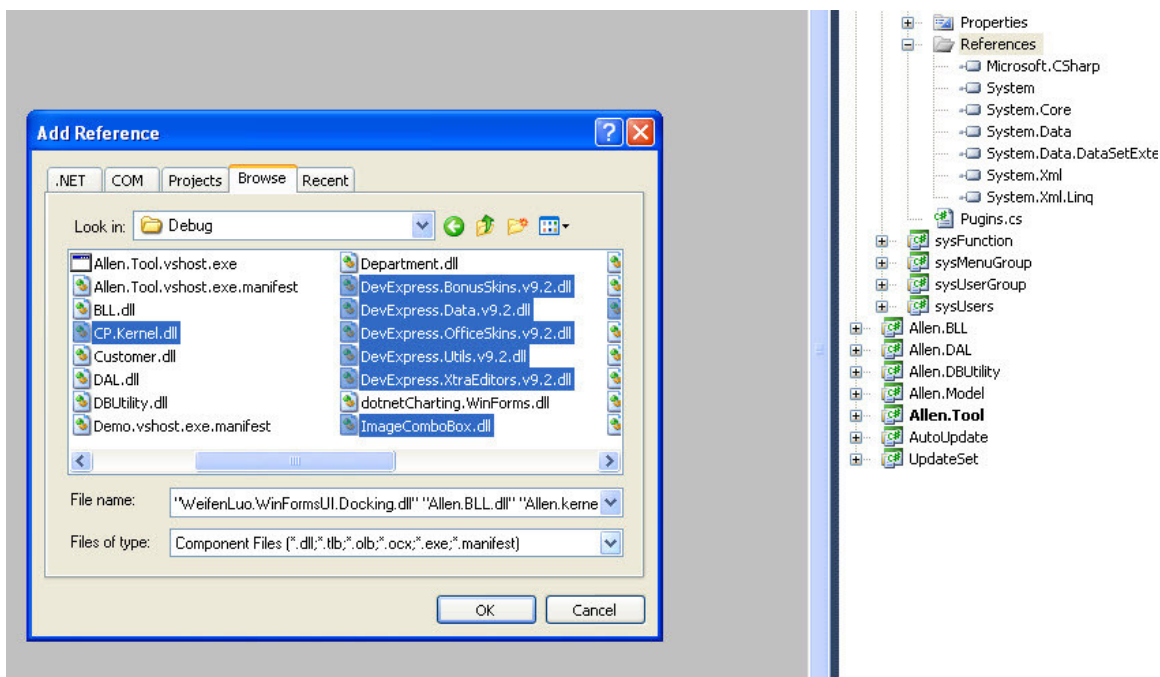 Add Reference
.NET
COM
Projects
Browse
Recent
Look in:
Debug
Allen.Tool.vshost.exe
Allen.Tool.vshost.exe.manifest
BLL.dll
CP.Kernel.dll
Customer.dll
DAL.dll
DBUtility.dll
Demo.vshost.exe.manifest
Department.dll
DevExpress.BonusSkins.v9.2.dll
DevExpress.Data.v9.2.dll
DevExpress.OfficeSkins.v9.2.dll
DevExpress.Utils.v9.2.dll
DevExpress.XtraEditors.v9.2.dll
dotnetCharting.WinForms.dll
ImageComboBox.dll
File name:
"WeifenLuo.WinFormsUI.Docking.dll" "Allen.BLL.dll" "Allen.kerne
Files of type:
Component Files (*.dll;*.tlb;*.olb;*.ocx;*.exe;*.manifest)
OK
Cancel
Properties
References
Microsoft.CSharp
System
System.Core
System.Data
System.Data.DataSetExte
System.Xml
System.Xml.Linq
Pugins.cs
sysFunction
sysMenuGroup
sysUserGroup
sysUsers
Allen.BLL
Allen.DAL
Allen.DBUtility
Allen.Model
Allen.Tool
AutoUpdate
UpdateSet